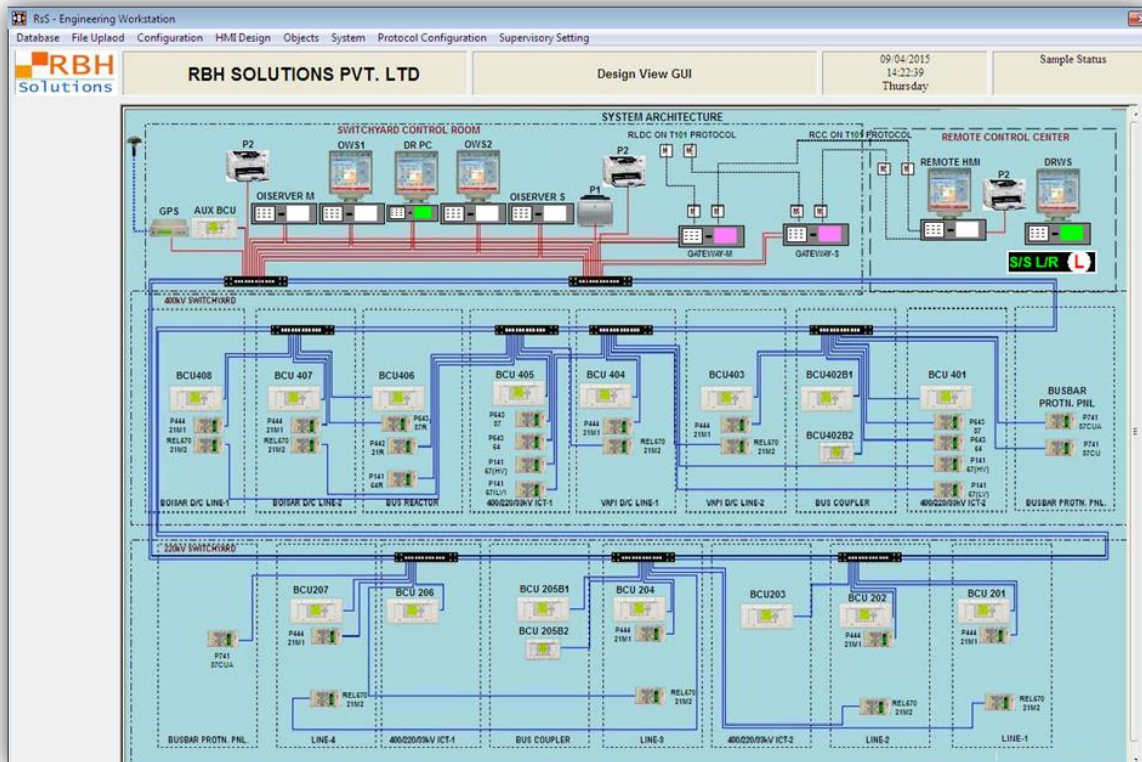 RsS - Engineering Workstation
Database File Uplaod Configuration HMI Design Objects System Protocol Configuration Supervisory Setting
RBH
Solutions
RBH SOLUTIONS PVT. LTD
Design View GUI
09/04/2015
14:22:39
Thursday
Sample Status
SYSTEM ARCHITECTURE
SWITCHYARD CONTROL ROOM
RLDC ON T101 PROTOCOL
RCC ON T101 PROTOCOL
REMOTE CONTROL CENTER
P2
OWS1
DR PC
OWS2
P2
REMOTE HMI
P2
DRWS
GPS
AUX BCU
OISERVER M
OISERVER S
P1
GATEWAY-M
GATEWAY-S
S/S L/R L
400kV SWITCHYARD
BCU408
BCU 407
BCU406
BCU 405
BCU 404
BCU403
BCU402B1
BCU 401
BUSBAR
PROTN. PNL
P444
21M1
REL670
21M2
P444
21M1
REL670
21M2
P643
87R
P442
21R
P141
64R
P643
87
P643
64
P141
67(HV)
P141
67(LV)
P444
21M1
REL670
21M2
P444
21M1
REL670
21M2
BCU402B2
P643
87
P643
64
P141
67(HV)
P141
67(LV)
P741
87CUA
P741
87CU
BOISAR D/C LINE-1
BOISAR D/C LINE-2
BUS REACTOR
400/220/33kV ICT-1
VAPI D/C LINE-1
VAPI D/C LINE-2
BUS COUPLER
400/220/33kV ICT-2
BUSBAR PROTN. PNL.
220kV SWITCHYARD
BCU207
BCU 206
BCU 205B1
BCU 204
BCU203
BCU 202
BCU 201
P444
21M1
BCU 205B2
P444
21M1
P444
21M1
P444
21M1
P741
87CUA
REL670
21M2
REL670
21M2
REL670
21M2
REL670
21M2
BUSBAR PROTN. PNL.
LINE-4
400/220/33kV ICT-1
BUS COUPLER
LINE-3
400/220/33kV ICT-2
LINE-2
LINE-1